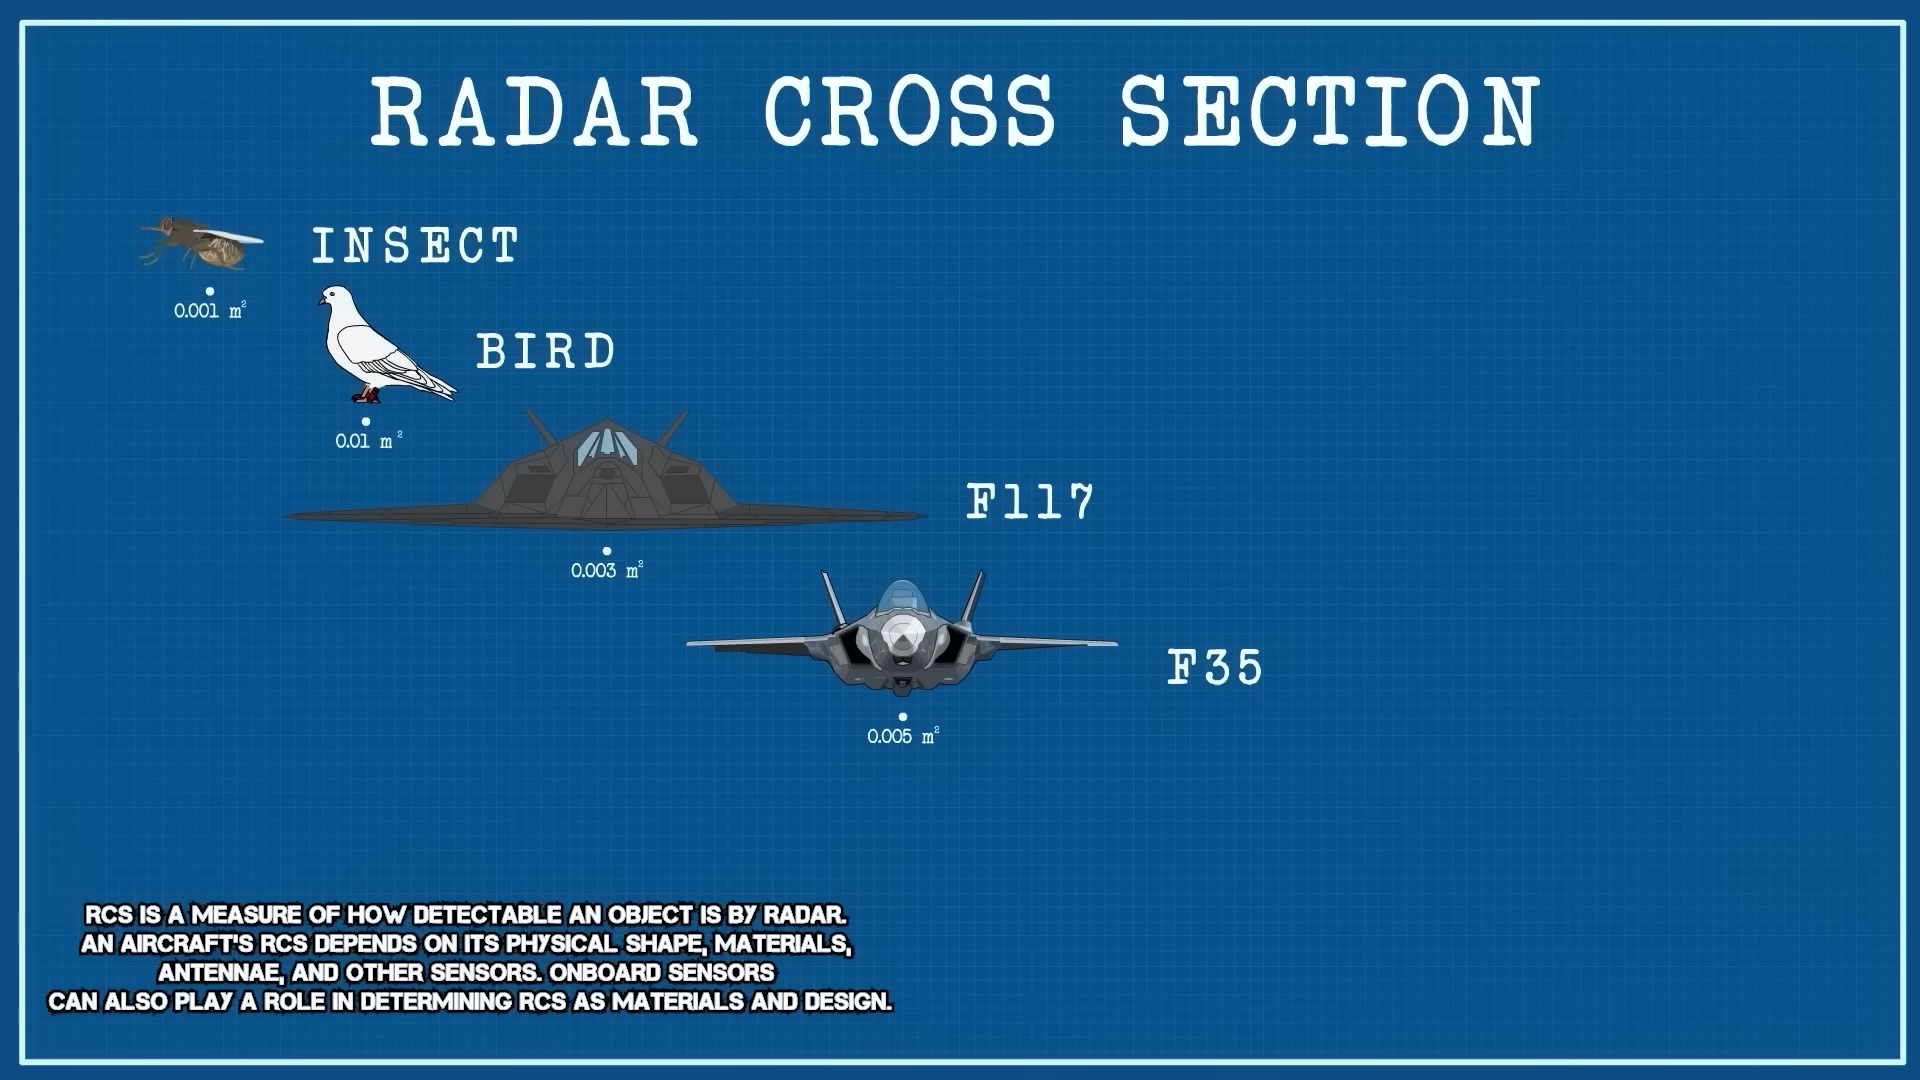 RADAR CROSS SECTION
INSECT
0.001 m²
BIRD
0.01 m²
F117
0.003 m²
F35
0.005 m²
RCS IS A MEASURE OF HOW DETECTABLE AN OBJECT IS BY RADAR.
AN AIRCRAFT'S RCS DEPENDS ON ITS PHYSICAL SHAPE, MATERIALS,
ANTENNAE, AND OTHER SENSORS. ONBOARD SENSORS
CAN ALSO PLAY A ROLE IN DETERMINING RCS AS MATERIALS AND DESIGN.